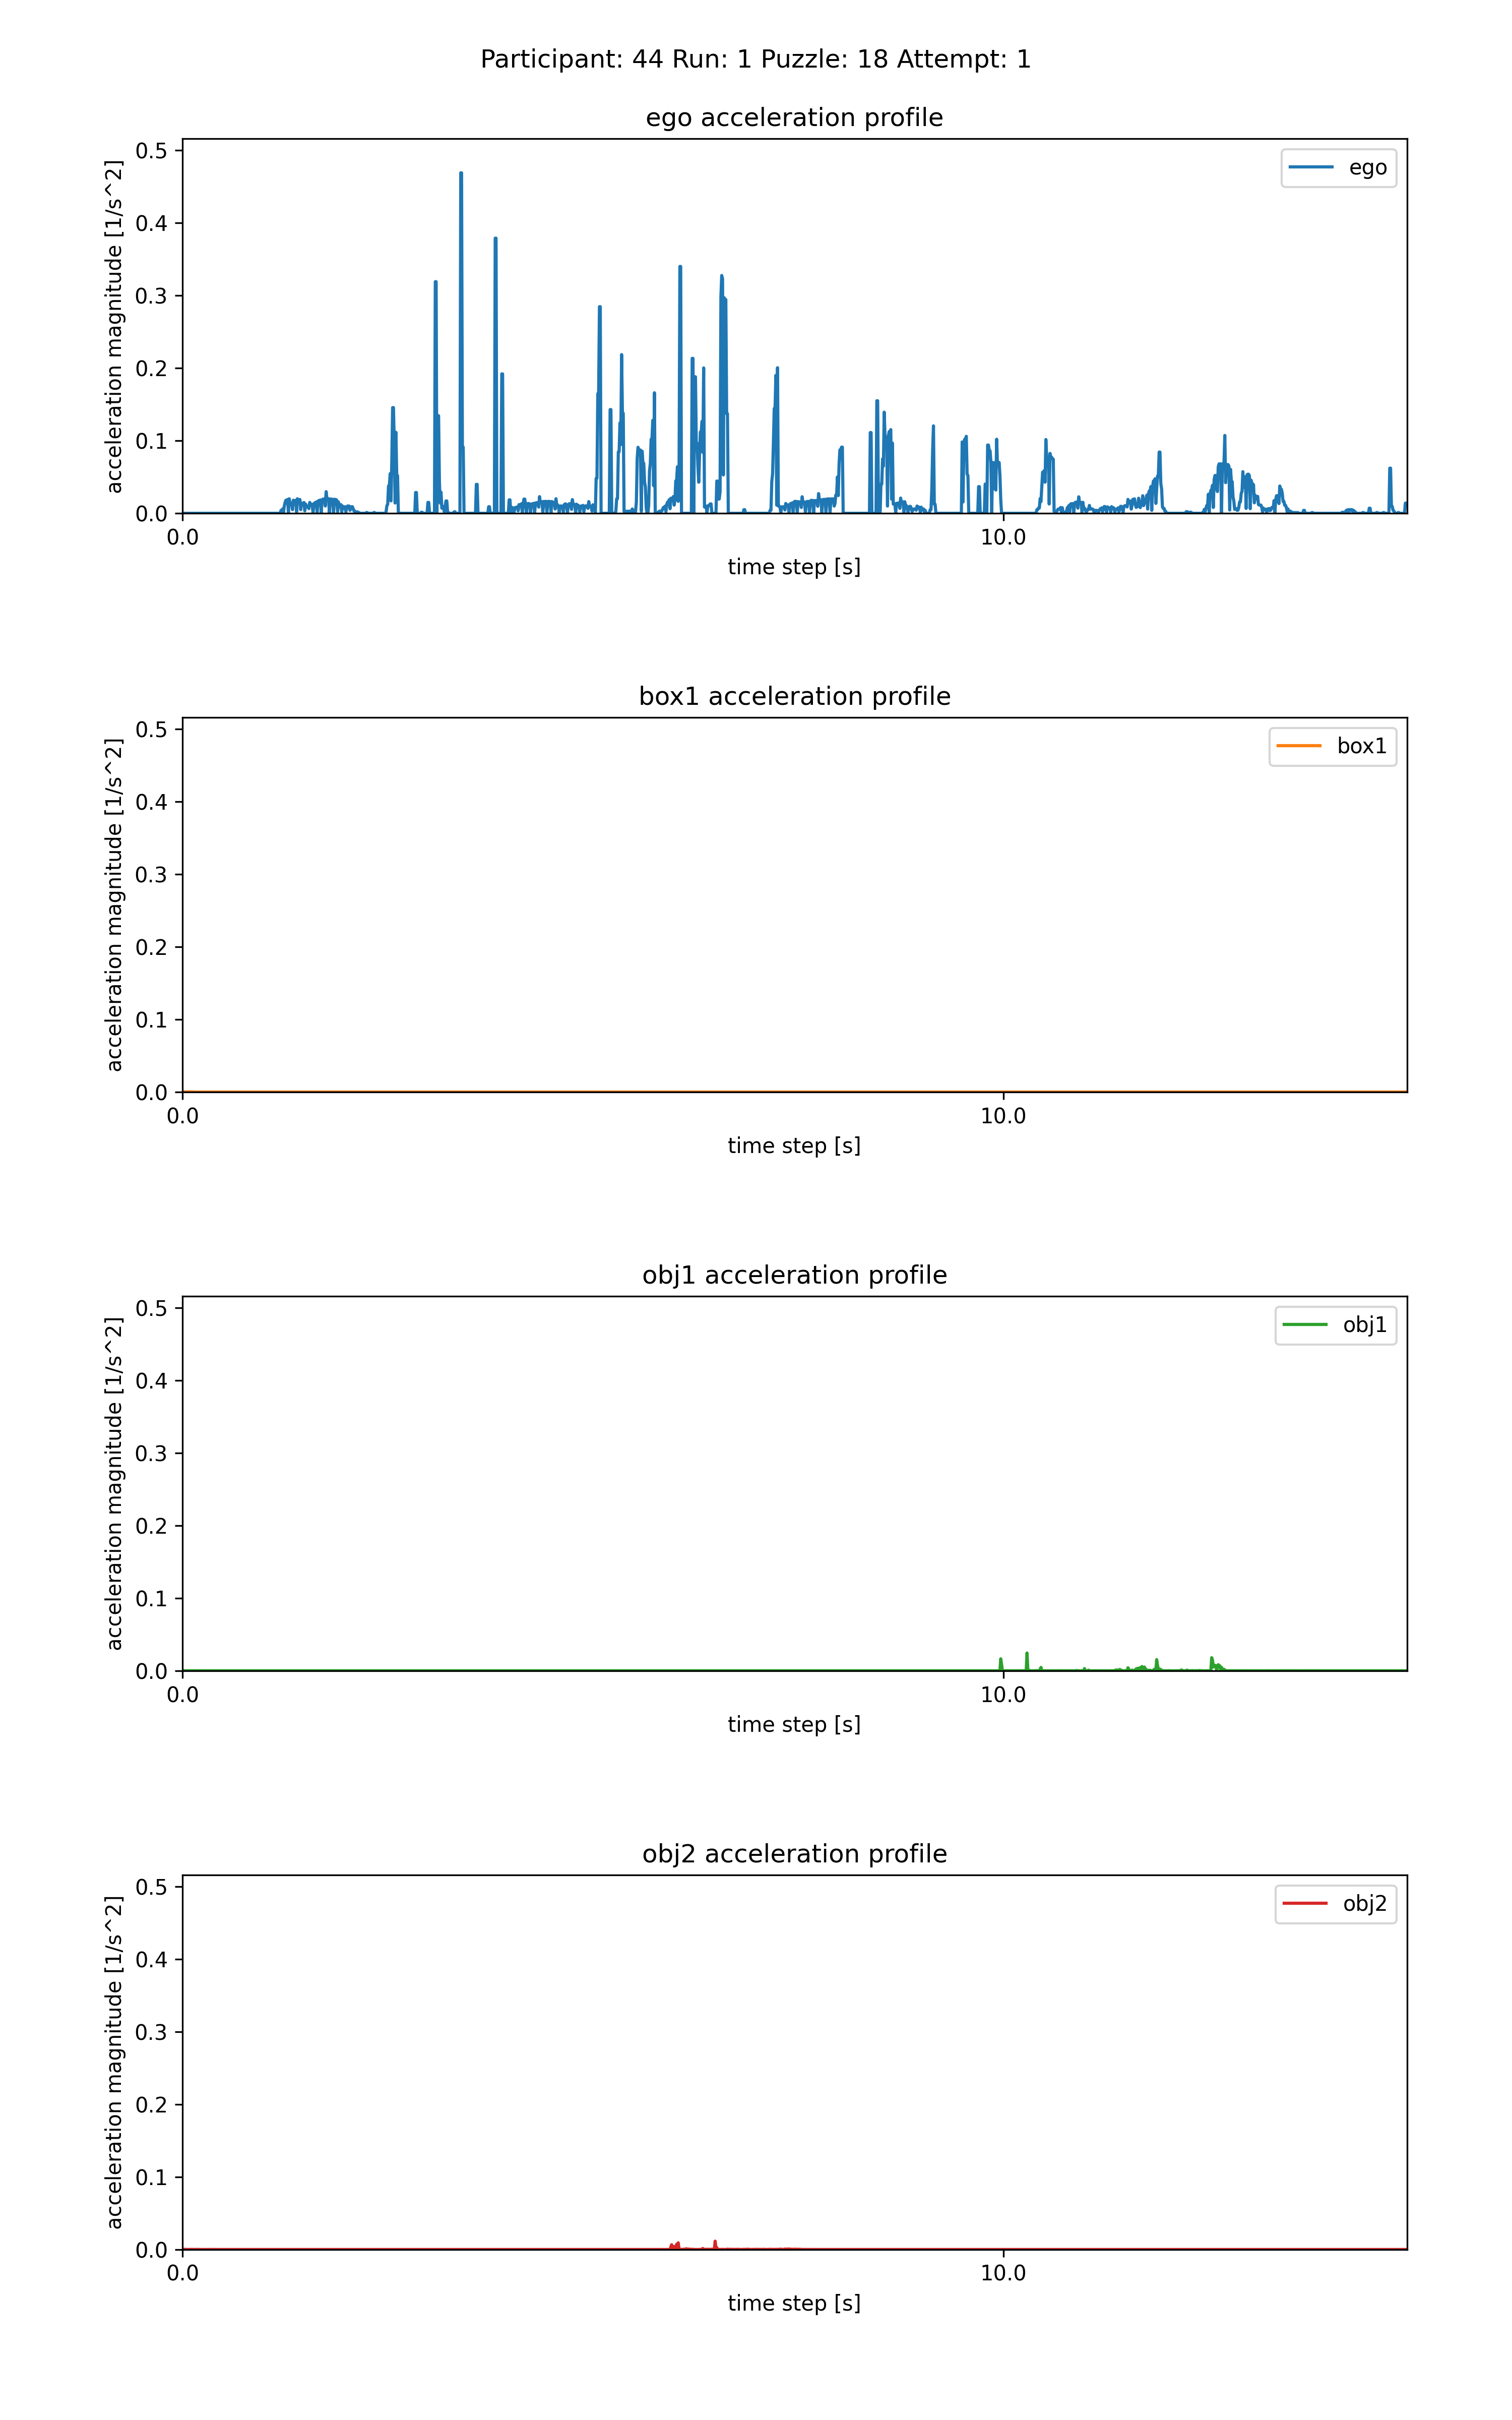 Participant: 44 Run: 1 Puzzle: 18 Attempt: 1
ego acceleration profile
acceleration magnitude [1/s^2]
0.5
0.4
0.3
0.2
0.1
0.0
ego
0.0 10.0
time step [s]
box1 acceleration profile
acceleration magnitude [1/s^2]
0.5
0.4
0.3
0.2
0.1
0.0
box1
0.0 10.0
time step [s]
obj1 acceleration profile
acceleration magnitude [1/s^2]
0.5
0.4
0.3
0.2
0.1
0.0
obj1
0.0 10.0
time step [s]
obj2 acceleration profile
acceleration magnitude [1/s^2]
0.5
0.4
0.3
0.2
0.1
0.0
obj2
0.0 10.0
time step [s]